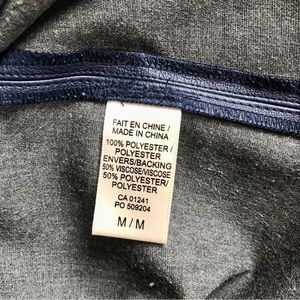 FAIT EN CHINE /
MADE IN CHINA
100% POLYESTER /
POLYESTER
ENVERS/BACKING
50% VISCOSE/VISCOSE
50% POLYESTER/
POLYESTER
CA 01241
PO 509204
M / M